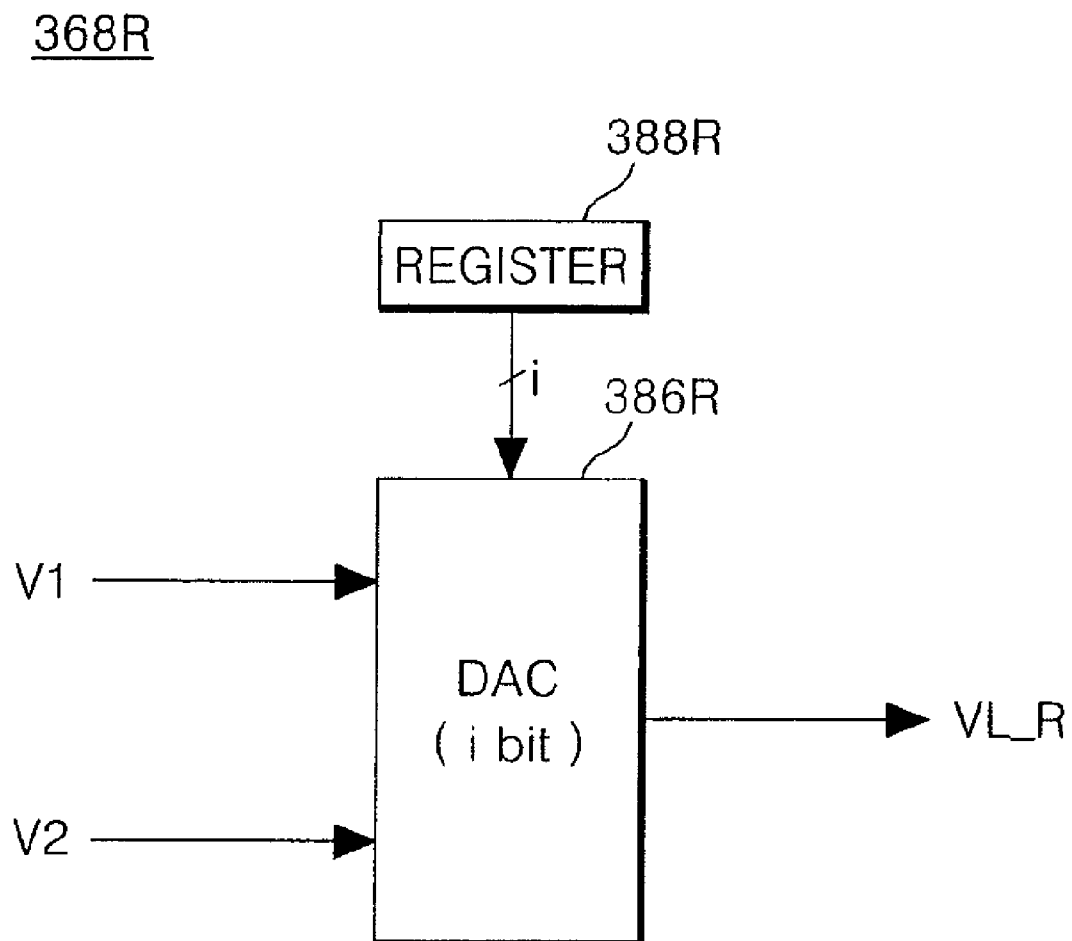 368R
388R
REGISTER
i
386R
V1
DAC
( i bit )
VL_R
V2